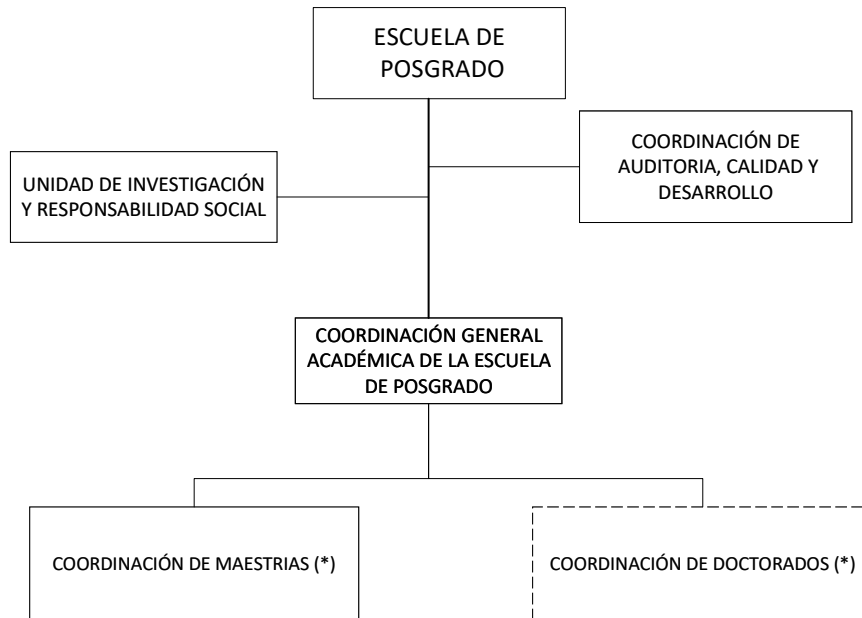 ESCUELA DE
POSGRADO
COORDINACIÓN DE
AUDITORIA, CALIDAD Y
DESARROLLO
UNIDAD DE INVESTIGACIÓN
Y RESPONSABILIDAD SOCIAL
COORDINACIÓN GENERAL
ACADÉMICA DE LA ESCUELA
DE POSGRADO
COORDINACIÓN DE MAESTRIAS (*)
COORDINACIÓN DE DOCTORADOS (*)